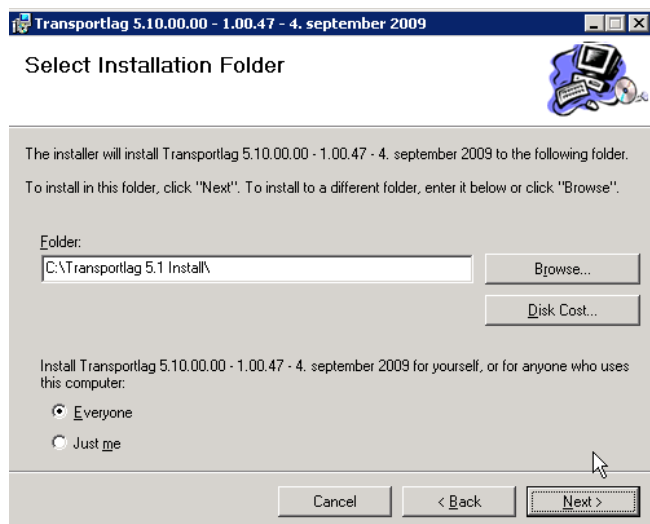 Transportlag 5.10.00.00 - 1.00.47 - 4. september 2009
Select Installation Folder
The installer will install Transportlag 5.10.00.00 - 1.00.47 - 4. september 2009 to the following folder.
To install in this folder, click "Next". To install to a different folder, enter it below or click "Browse".
Folder:
C:\Transportlag 5.1 Install\
Browse...
Disk Cost...
Install Transportlag 5.10.00.00 - 1.00.47 - 4. september 2009 for yourself, or for anyone who uses
this computer:
Everyone
Just me
Cancel
< Back
Next >